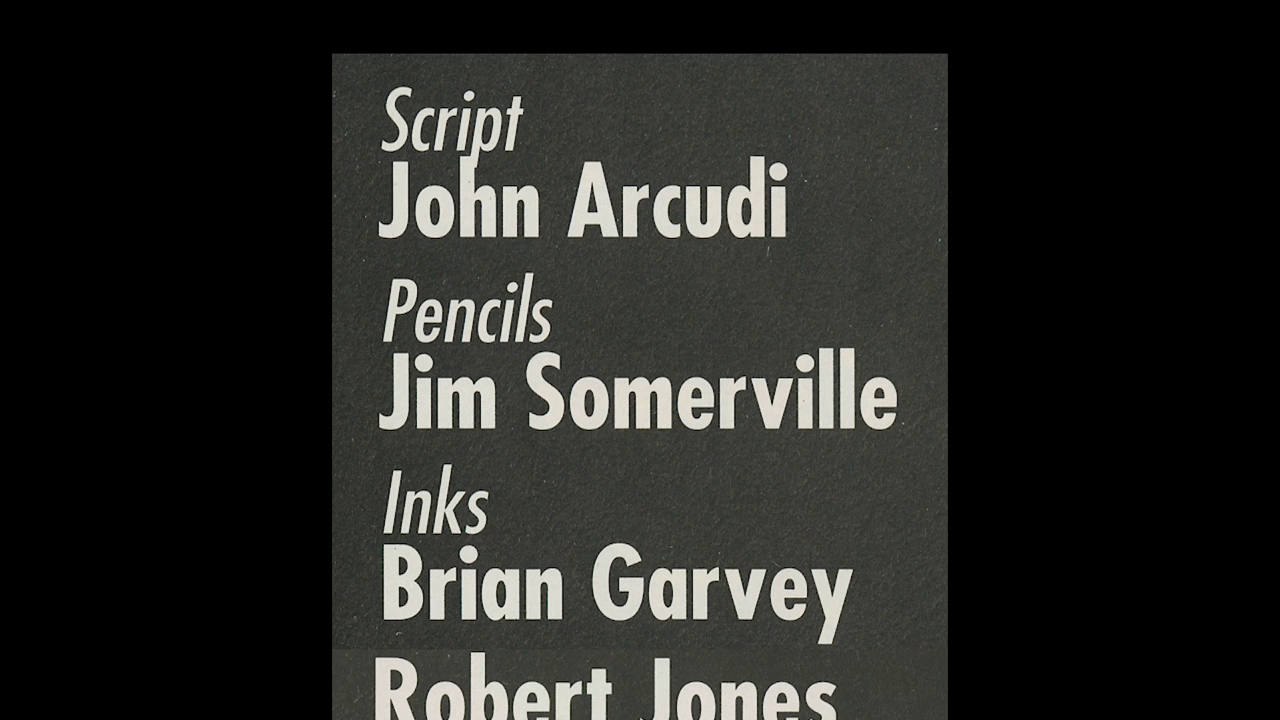 Script
John Arcudi
Pencils
Jim Somerville
Inks
Brian Garvey
Robert Jones